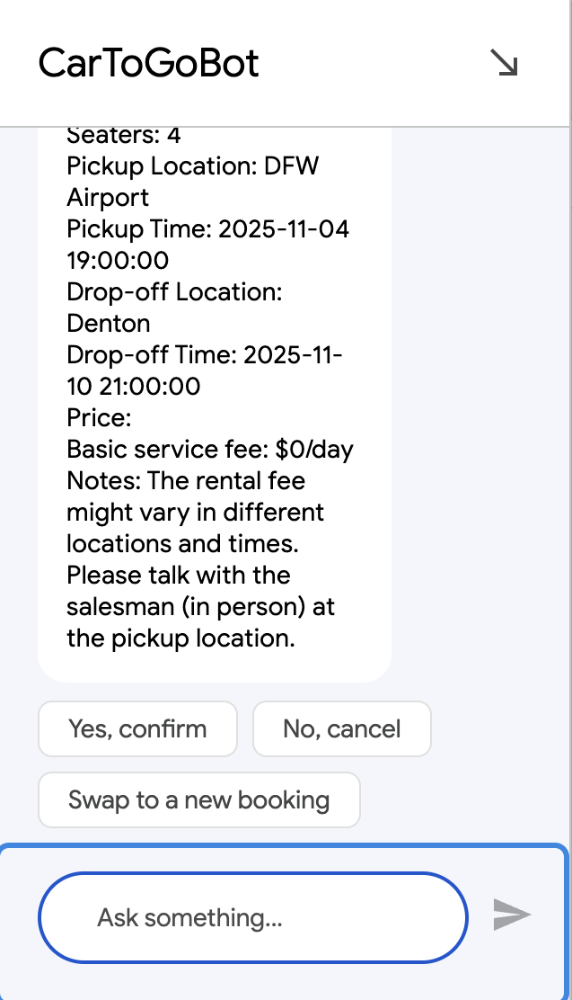 CarToGoBot
Seaters: 4
Pickup Location: DFW
Airport
Pickup Time: 2025-11-04
19:00:00
Drop-off Location:
Denton
Drop-off Time: 2025-11-
10 21:00:00
Price:
Basic service fee: $0/day
Notes: The rental fee
might vary in different
locations and times.
Please talk with the
salesman (in person) at
the pickup location.
Yes, confirm
No, cancel
Swap to a new booking
Ask something...